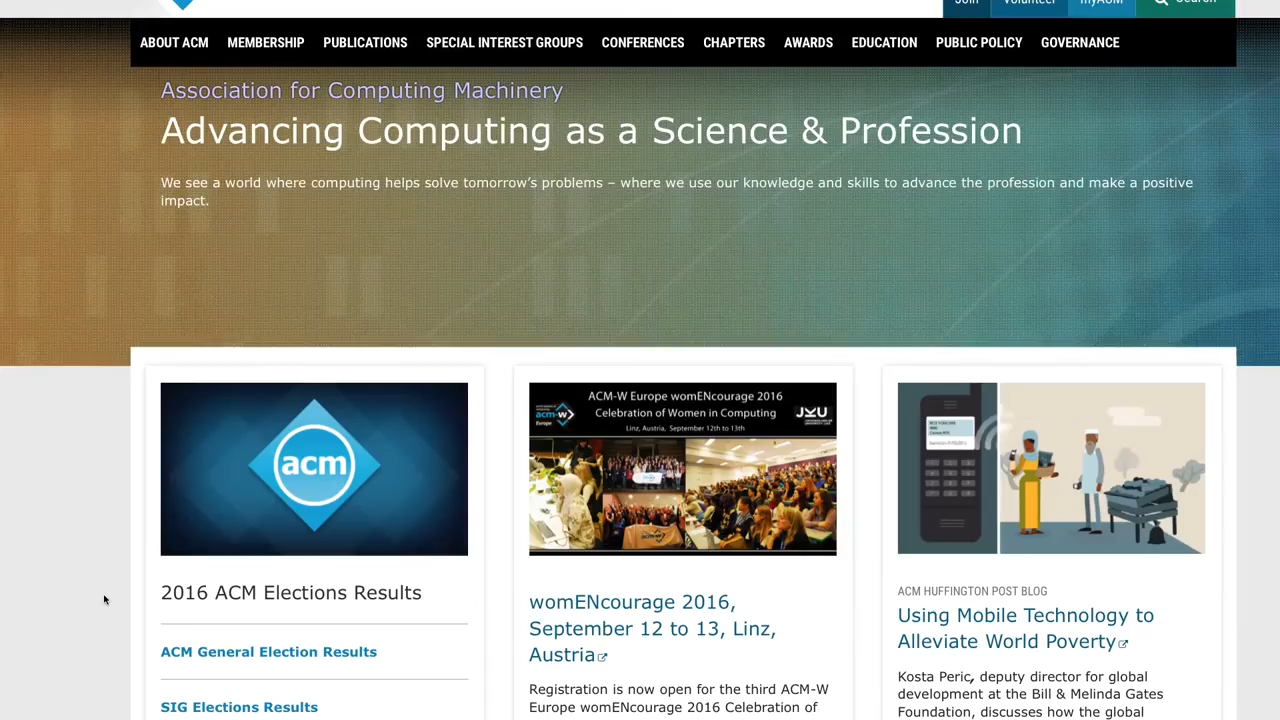 Join Volunteer myACM Search
ABOUT ACM MEMBERSHIP PUBLICATIONS SPECIAL INTEREST GROUPS CONFERENCES CHAPTERS AWARDS EDUCATION PUBLIC POLICY GOVERNANCE
Association for Computing Machinery
Advancing Computing as a Science & Profession
We see a world where computing helps solve tomorrow's problems – where we use our knowledge and skills to advance the profession and make a positive
impact.
acm
2016 ACM Elections Results
ACM General Election Results
SIG Elections Results
ACM-W Europe womENcourage 2016
Celebration of Women in Computing
Linz, Austria, September 12th to 13th
acm-w
Europe
JKU
womENcourage 2016,
September 12 to 13, Linz,
Austria
Registration is now open for the third ACM-W
Europe womENcourage 2016 Celebration of
ACM HUFFINGTON POST BLOG
Using Mobile Technology to
Alleviate World Poverty
Kosta Peric, deputy director for global
development at the Bill & Melinda Gates
Foundation, discusses how the global